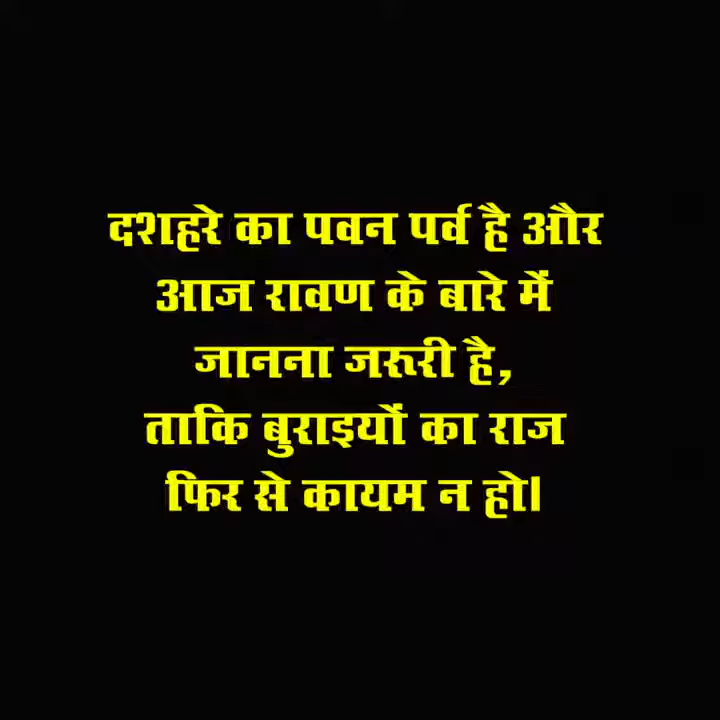 दशहरे का पवन पर्व है और
आज रावण के बारे में
जानना जरूरी है,
ताकि बुराइयों का राज
फिर से कायम न हो।